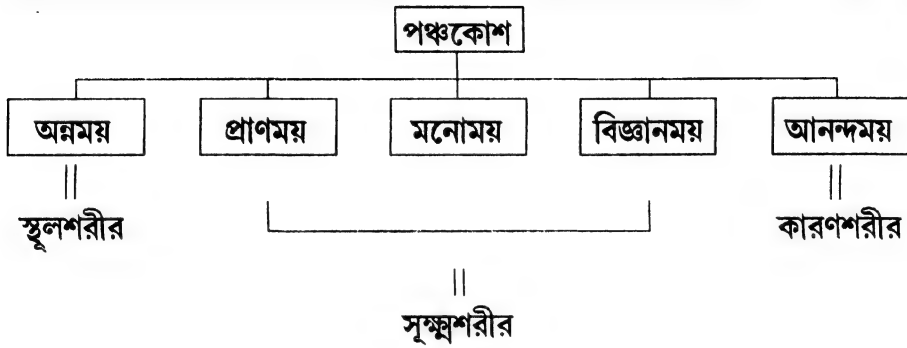 পঞ্চকোশ
অন্নময় প্রাণময় মনোময় বিজ্ঞানময় আনন্দময়
|| ||
স্থূলশরীর কারণশরীর
||
সূক্ষ্মশরীর